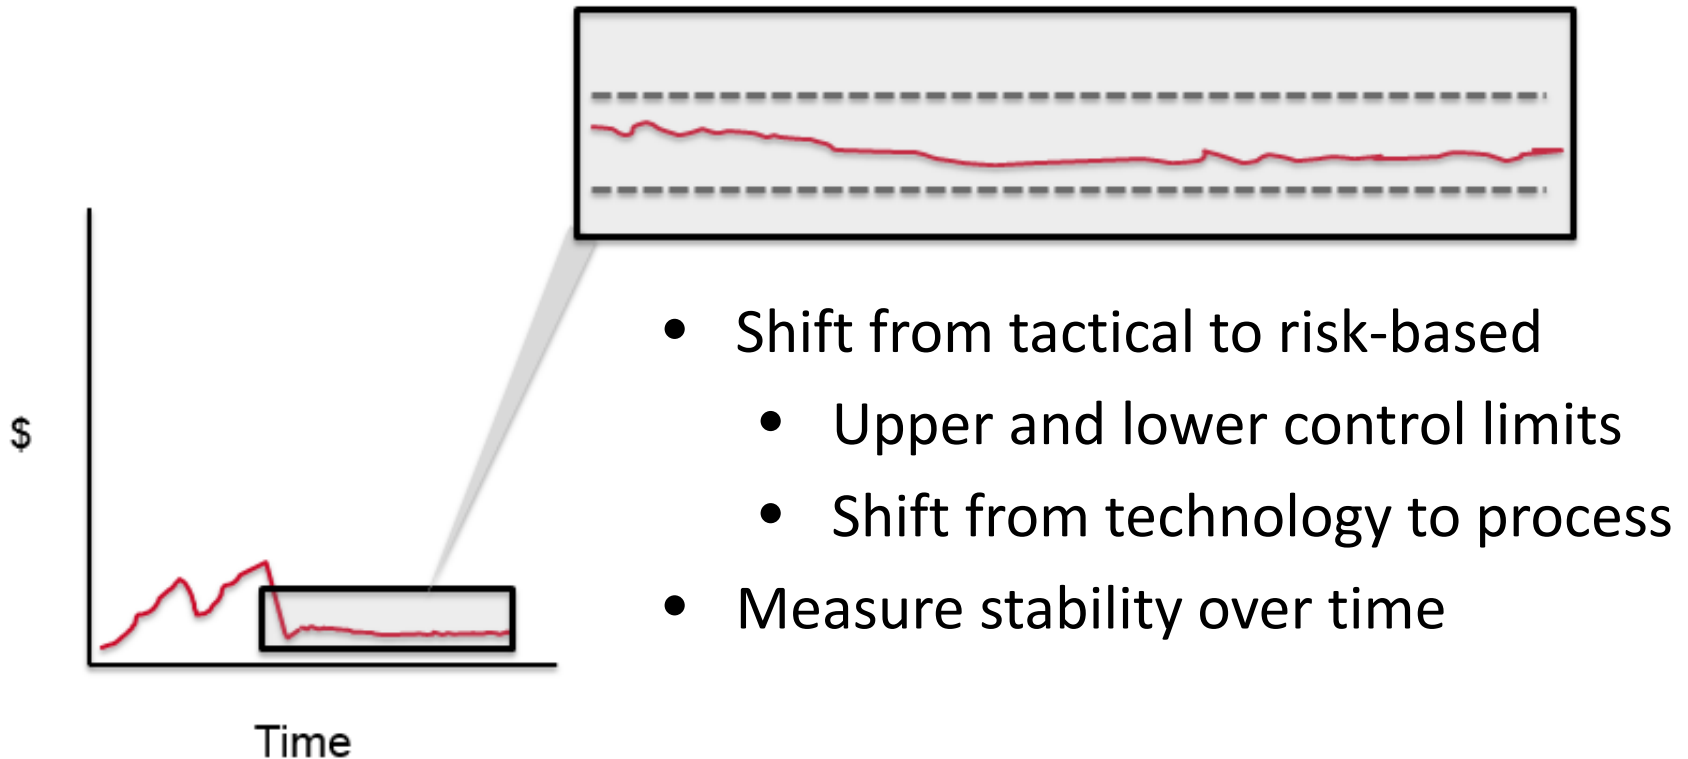 • Shift from tactical to risk-based
• Upper and lower control limits
$
• Shift from technology to process
• Measure stability over time
Time